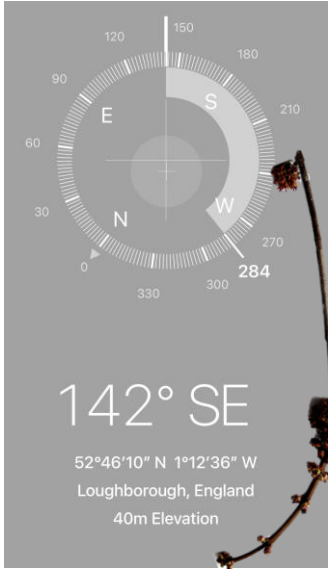 150
120
180
90
E
S
210
60
W
30
N
270
0
284
300
330
142° SE
52°46'10" N 1°12'36" W
Loughborough, England
40m Elevation